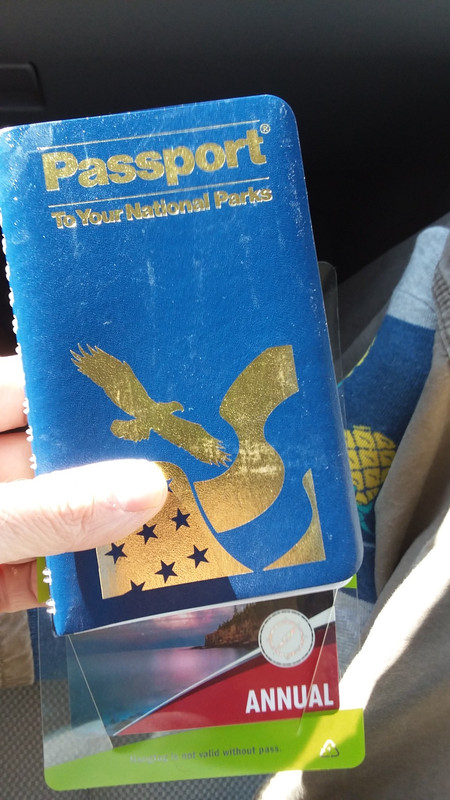 Passport®
To Your National Parks
ANNUAL
not valid without pass.